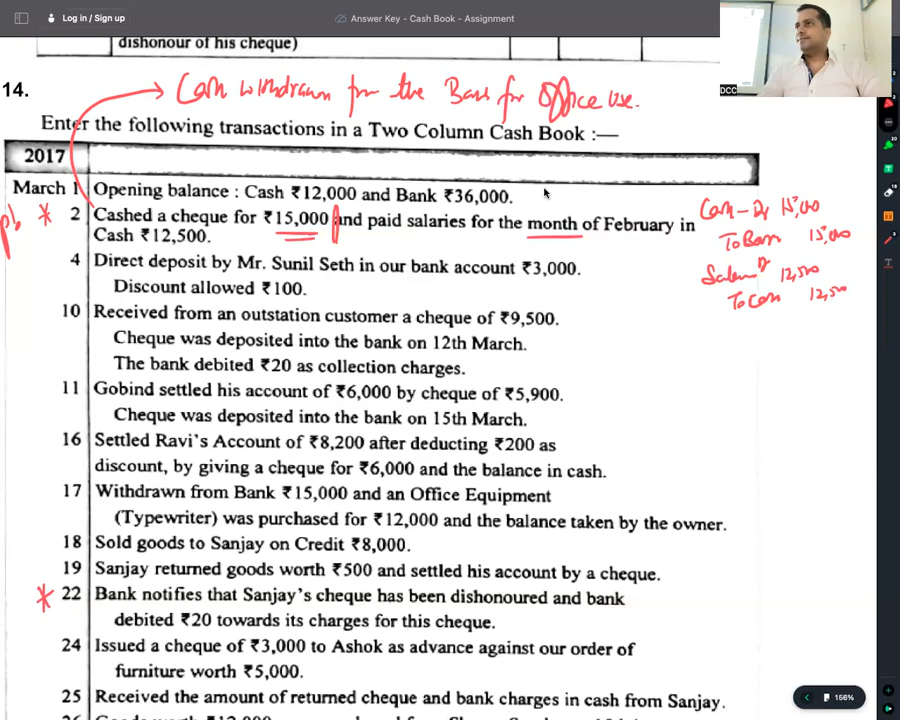 Log in / Sign up
Answer Key - Cash Book - Assignment
dishonour of his cheque)
DCC
14.
Cash withdrawn from the Bank for Office use.
Enter the following transactions in a Two Column Cash Book :—
2017
March 1 Opening balance : Cash ₹12,000 and Bank ₹36,000.
2 Cashed a cheque for ₹15,000 and paid salaries for the month of February in
Cash ₹12,500.
Cash - Dr 15,000
To Bank 15,000
Salary Dr 12,500
To Cash 12,500
4 Direct deposit by Mr. Sunil Seth in our bank account ₹3,000.
Discount allowed ₹100.
10 Received from an outstation customer a cheque of ₹9,500.
Cheque was deposited into the bank on 12th March.
The bank debited ₹20 as collection charges.
11 Gobind settled his account of ₹6,000 by cheque of ₹5,900.
Cheque was deposited into the bank on 15th March.
16 Settled Ravi's Account of ₹8,200 after deducting ₹200 as
discount, by giving a cheque for ₹6,000 and the balance in cash.
17 Withdrawn from Bank ₹15,000 and an Office Equipment
(Typewriter) was purchased for ₹12,000 and the balance taken by the owner.
18 Sold goods to Sanjay on Credit ₹8,000.
19 Sanjay returned goods worth ₹500 and settled his account by a cheque.
22 Bank notifies that Sanjay's cheque has been dishonoured and bank
debited ₹20 towards its charges for this cheque.
24 Issued a cheque of ₹3,000 to Ashok as advance against our order of
furniture worth ₹5,000.
25 Received the amount of returned cheque and bank charges in cash from Sanjay.
156%